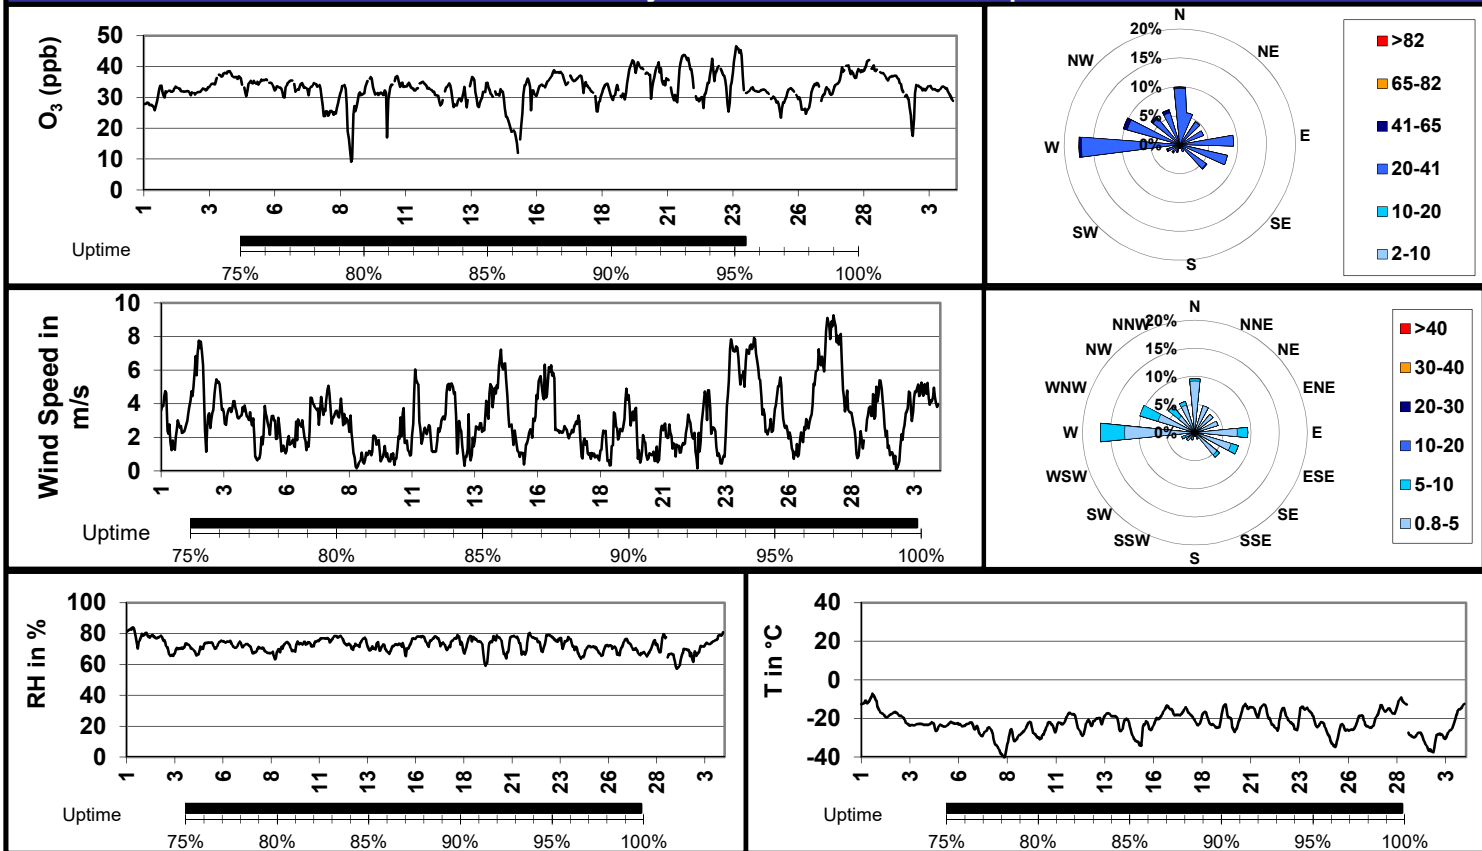 O3 (ppb)
50
40
30
20
10
0
1 3 6 8 11 13 16 18 21 23 26 28 3
Uptime
75% 80% 85% 90% 95% 100%
N
NE
E
SE
S
SW
W
NW
20%
15%
10%
5%
0%
>82
65-82
41-65
20-41
10-20
2-10
Wind Speed in
m/s
10
8
6
4
2
0
1 3 6 8 11 13 16 18 21 23 26 28 3
Uptime
75% 80% 85% 90% 95% 100%
N
NNE
NE
ENE
E
ESE
SE
SSE
S
SSW
SW
WSW
W
WNW
NW
NNW
20%
15%
10%
5%
0%
>40
30-40
20-30
10-20
5-10
0.8-5
RH in %
100
80
60
40
20
0
1 3 6 8 11 13 16 18 21 23 26 28 3
Uptime
75% 80% 85% 90% 95% 100%
T in °C
40
20
0
-20
-40
1 3 6 8 11 13 16 18 21 23 26 28 3
Uptime
75% 80% 85% 90% 95% 100%